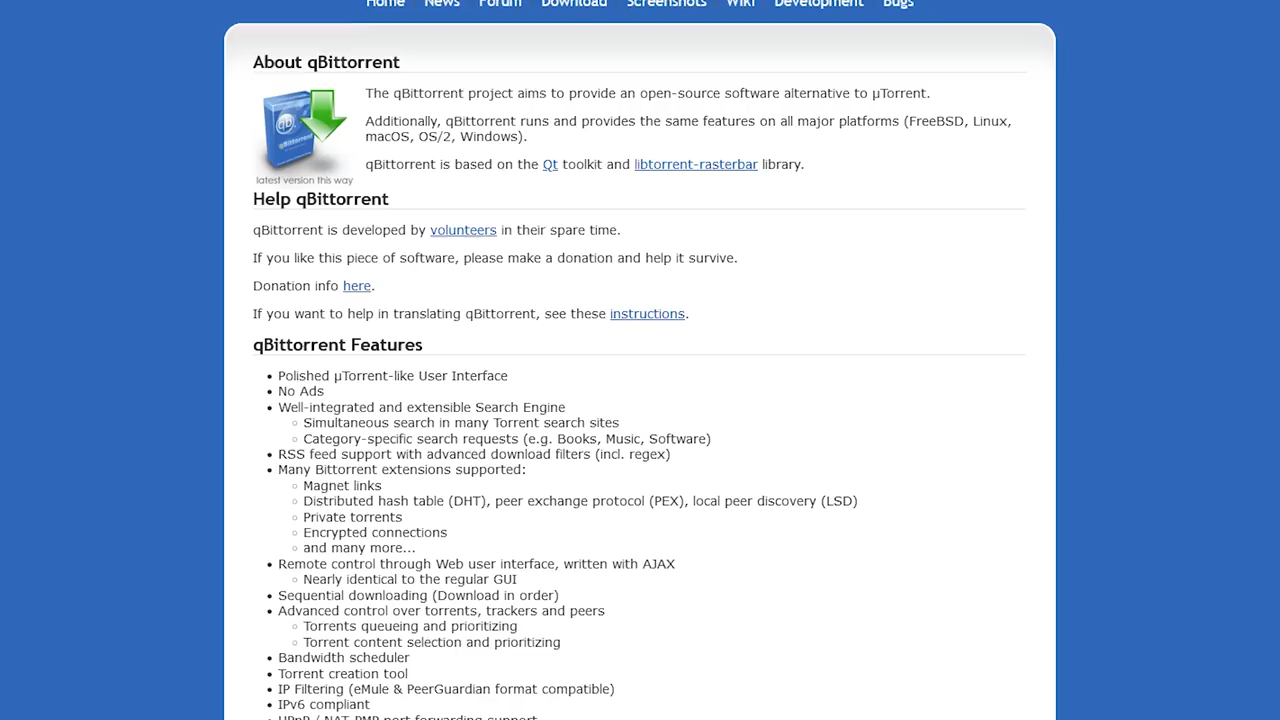 Home News Forum Download Screenshots Wiki Development Bugs
About qBittorrent
The qBittorrent project aims to provide an open-source software alternative to µTorrent.
Additionally, qBittorrent runs and provides the same features on all major platforms (FreeBSD, Linux,
macOS, OS/2, Windows).
qBittorrent is based on the Qt toolkit and libtorrent-rasterbar library.
qb
qBittorrent
latest version this way
Help qBittorrent
qBittorrent is developed by volunteers in their spare time.
If you like this piece of software, please make a donation and help it survive.
Donation info here.
If you want to help in translating qBittorrent, see these instructions.
qBittorrent Features
• Polished µTorrent-like User Interface
• No Ads
• Well-integrated and extensible Search Engine
◦ Simultaneous search in many Torrent search sites
◦ Category-specific search requests (e.g. Books, Music, Software)
• RSS feed support with advanced download filters (incl. regex)
• Many Bittorrent extensions supported:
◦ Magnet links
◦ Distributed hash table (DHT), peer exchange protocol (PEX), local peer discovery (LSD)
◦ Private torrents
◦ Encrypted connections
◦ and many more...
• Remote control through Web user interface, written with AJAX
◦ Nearly identical to the regular GUI
• Sequential downloading (Download in order)
• Advanced control over torrents, trackers and peers
◦ Torrents queueing and prioritizing
◦ Torrent content selection and prioritizing
• Bandwidth scheduler
• Torrent creation tool
• IP Filtering (eMule & PeerGuardian format compatible)
• IPv6 compliant
• UPnP / NAT-PMP port forwarding support